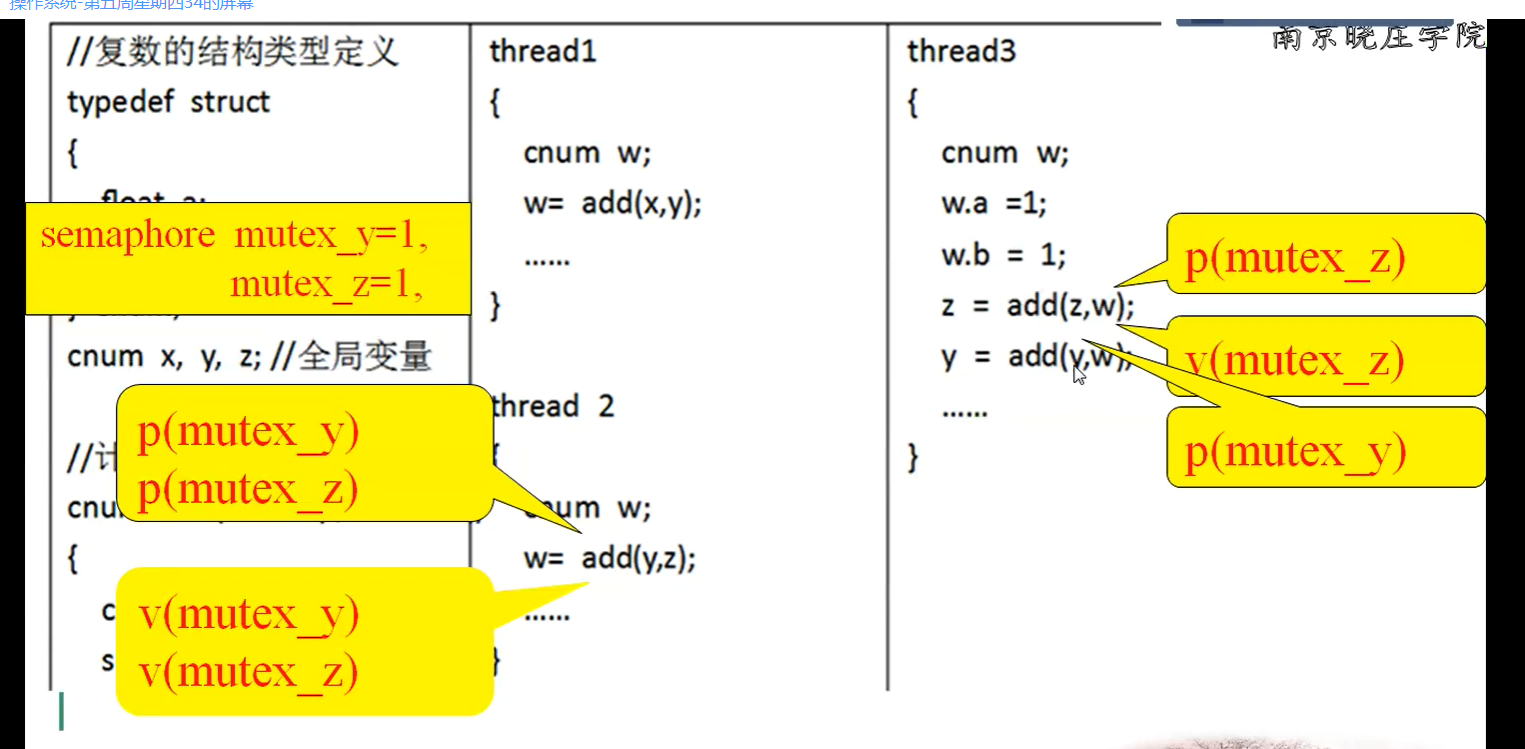 操作系统-第五周星期四34的屏幕
南京晓庄学院
//复数的结构类型定义
typedef struct
{
float a;
semaphore mutex_y=1,
mutex_z=1,
cnum x, y, z; //全局变量
p(mutex_y)
p(mutex_z)
//计
cnu
{
c
s
v(mutex_y)
v(mutex_z)
thread1
{
cnum w;
w= add(x,y);
......
}
thread 2
{
cnum w;
w= add(y,z);
......
}
thread3
{
cnum w;
w.a =1;
w.b = 1;
z = add(z,w);
y = add(y,w);
......
}
p(mutex_z)
v(mutex_z)
p(mutex_y)